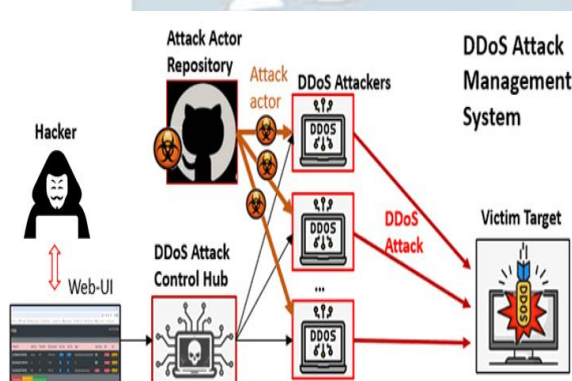 Attack Actor
Repository
Attack
actor
DDoS Attackers
DDoS Attack
Management
System
Hacker
DDOS
DDOS
DDoS
Attack
Victim Target
Web-UI
DDoS Attack
Control Hub
...
DDOS
DDOS